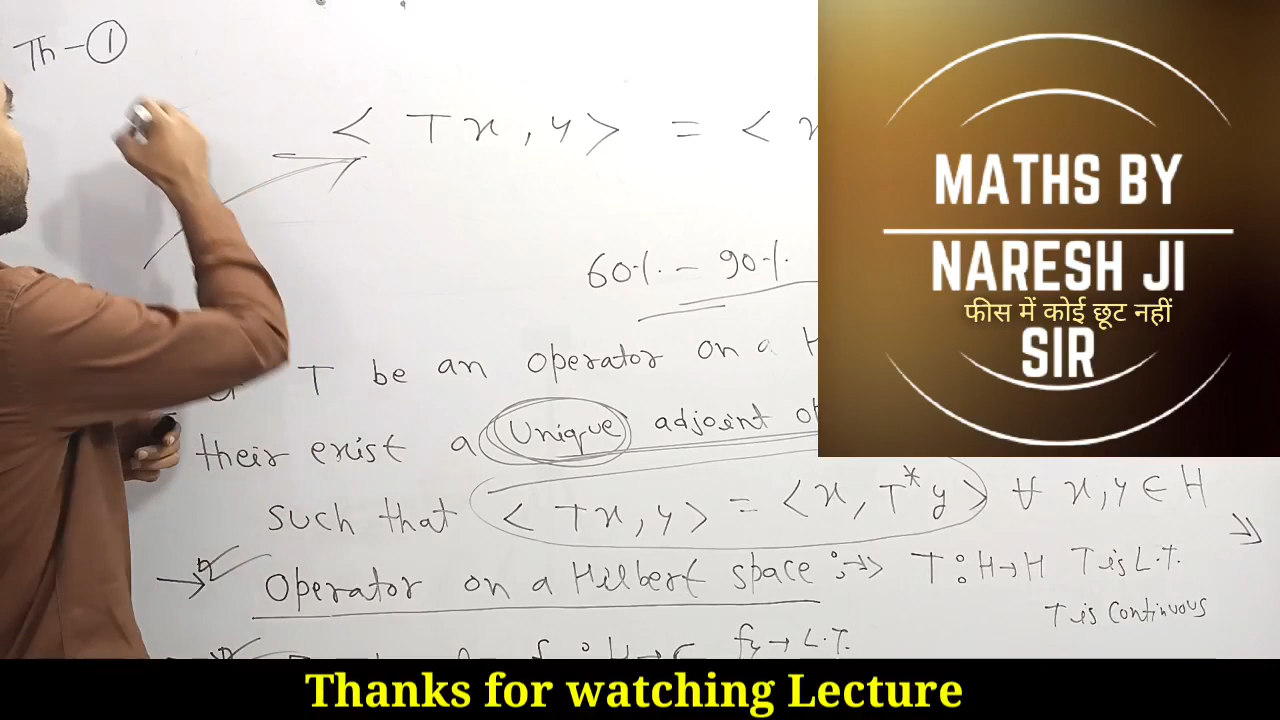 Th - ①
< Tx, y > = < x
60% - 90%
T be an operator on a H
their exist a Unique adjoint o
such that < Tx, y > = < x, T*y > ∀ x, y ∈ H
Operator on a Hilbert space :→ T : H → H T is L.T.
T is Continuous
f : H → C fy → L.T.
MATHS BY
NARESH JI
फीस में कोई छूट नहीं
SIR
Thanks for watching Lecture